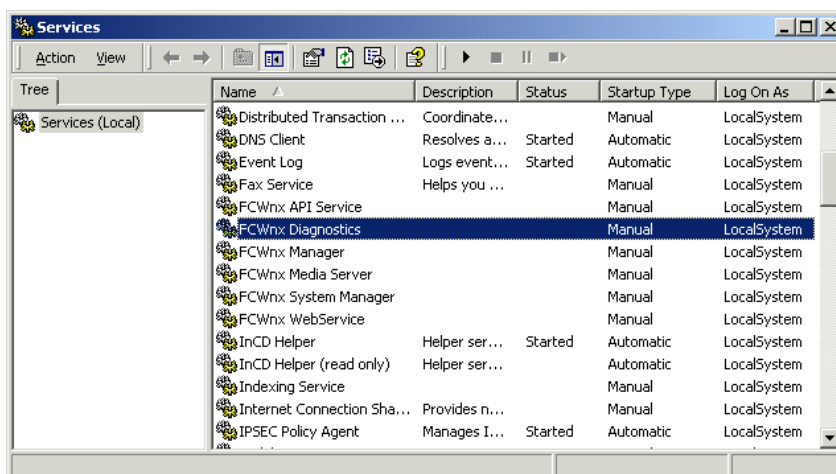 Services
Action View
Tree
Services (Local)
Name Description Status Startup Type Log On As
Distributed Transaction ... Coordinate... Manual LocalSystem
DNS Client Resolves a... Started Automatic LocalSystem
Event Log Logs event... Started Automatic LocalSystem
Fax Service Helps you ... Manual LocalSystem
FCWnx API Service Manual LocalSystem
FCWnx Diagnostics Manual LocalSystem
FCWnx Manager Manual LocalSystem
FCWnx Media Server Manual LocalSystem
FCWnx System Manager Manual LocalSystem
FCWnx WebService Manual LocalSystem
InCD Helper Helper ser... Started Automatic LocalSystem
InCD Helper (read only) Helper ser... Automatic LocalSystem
Indexing Service Manual LocalSystem
Internet Connection Sha... Provides n... Manual LocalSystem
IPSEC Policy Agent Manages I... Started Automatic LocalSystem